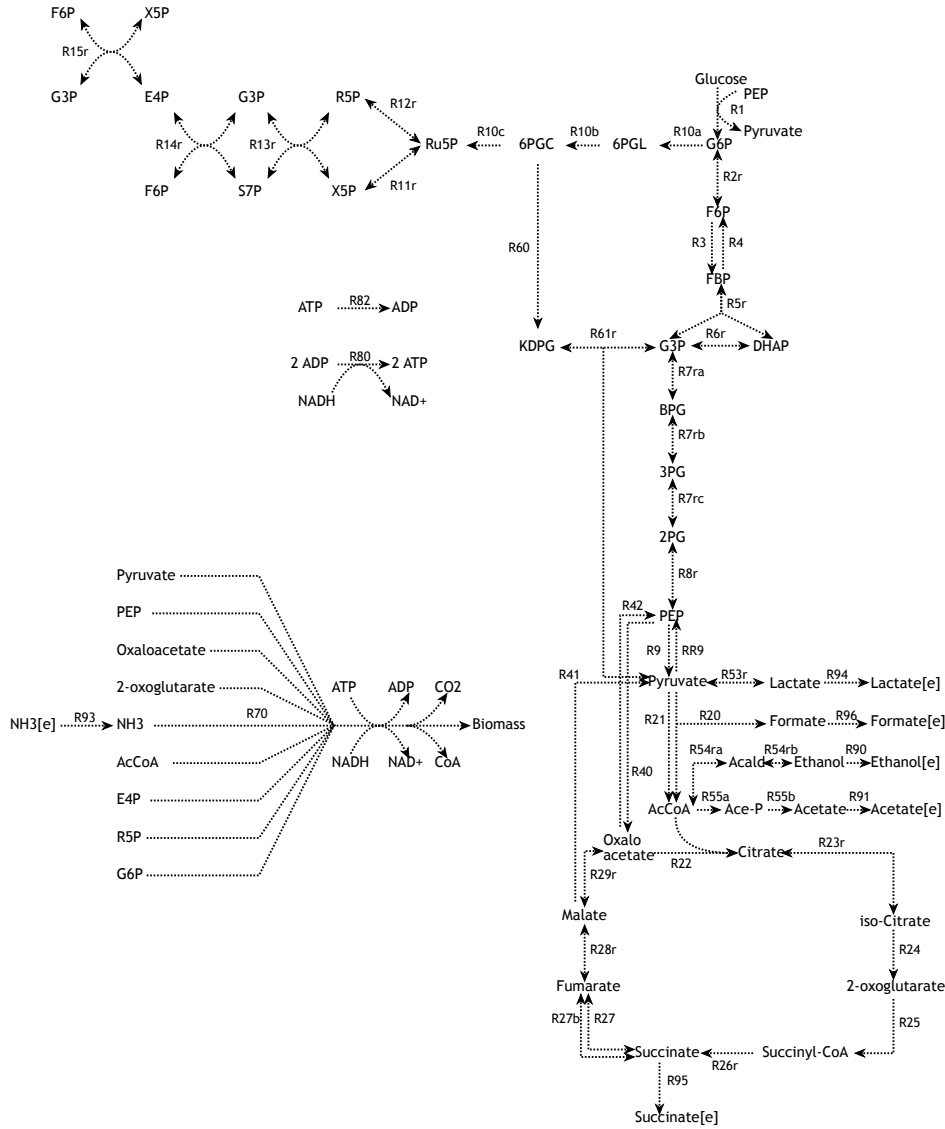 F6P X5P
R15r
G3P E4P G3P R5P
R12r
R14r R13r Ru5P
R11r
F6P S7P X5P
R10c 6PGC R10b 6PGL R10a G6P
Glucose
PEP
R1
Pyruvate
R2r
F6P
R60
R3 R4
FBP
R5r
ATP R82 ADP
KDPG R61r G3P R6r DHAP
2 ADP R80 2 ATP
NADH NAD+
R7ra
BPG
R7rb
3PG
R7rc
2PG
R8r
R42 PEP
R9 RR9
R41 Pyruvate R53r Lactate R94 Lactate[e]
R21 R20 Formate R96 Formate[e]
R40 R54ra Acald R54rb Ethanol R90 Ethanol[e]
AcCoA R55a Ace-P R55b Acetate R91 Acetate[e]
Pyruvate
PEP
Oxaloacetate
2-oxoglutarate
NH3[e] R93 NH3 R70
AcCoA
E4P
R5P
G6P
ATP ADP CO2
Biomass
NADH NAD+ CoA
Oxalo
acetate R22 Citrate R23r
R29r
Malate iso-Citrate
R28r R24
Fumarate 2-oxoglutarate
R27b R27 R25
Succinate R26r Succinyl-CoA
R95
Succinate[e]